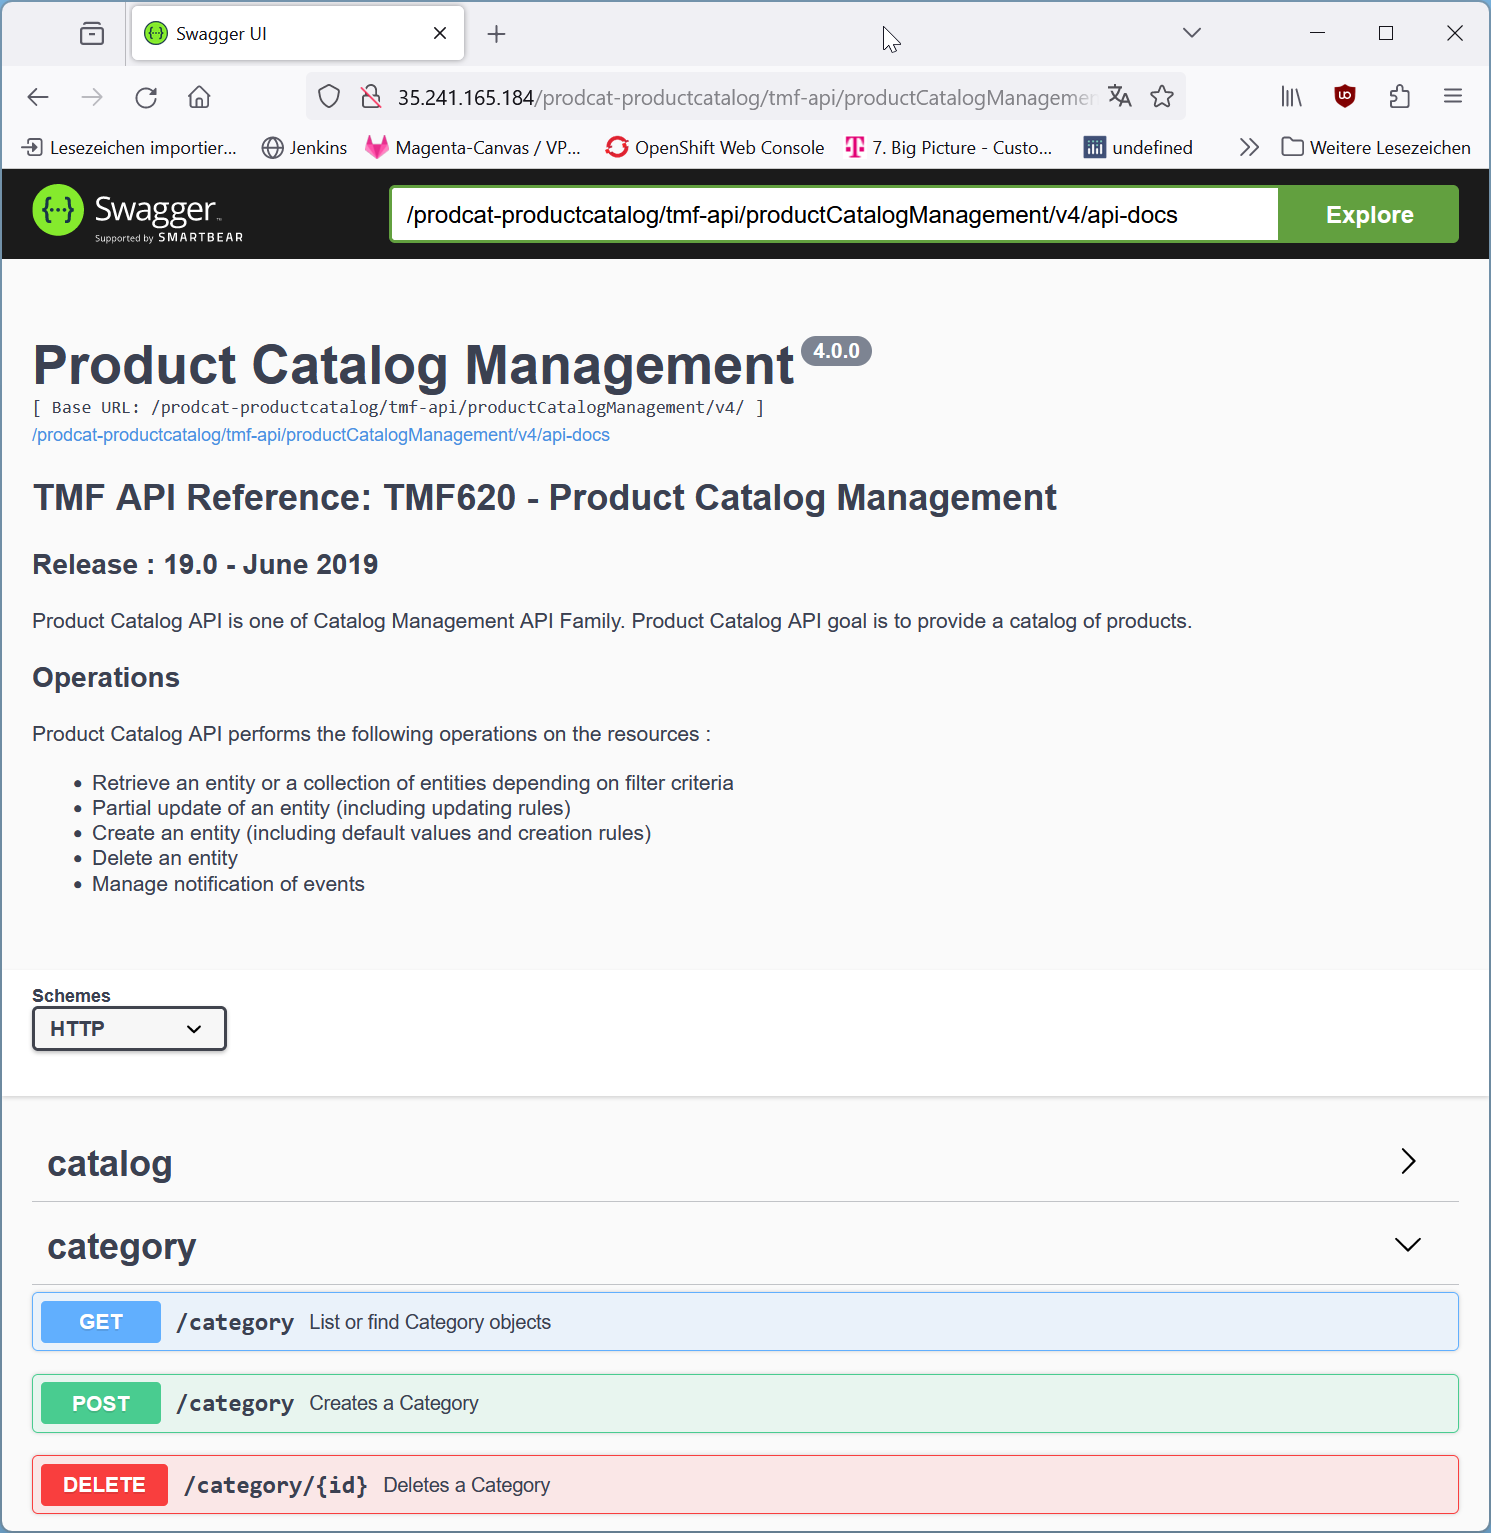 Swagger UI
35.241.165.184/prodcat-productcatalog/tmf-api/productCatalogManagemen
Lesezeichen importier...
Jenkins
Magenta-Canvas / VP...
OpenShift Web Console
7. Big Picture - Custo...
undefined
Weitere Lesezeichen
Swagger™
Supported by SMARTBEAR
/prodcat-productcatalog/tmf-api/productCatalogManagement/v4/api-docs
Explore
Product Catalog Management 4.0.0
[ Base URL: /prodcat-productcatalog/tmf-api/productCatalogManagement/v4/ ]
/prodcat-productcatalog/tmf-api/productCatalogManagement/v4/api-docs
TMF API Reference: TMF620 - Product Catalog Management
Release : 19.0 - June 2019
Product Catalog API is one of Catalog Management API Family. Product Catalog API goal is to provide a catalog of products.
Operations
Product Catalog API performs the following operations on the resources :
• Retrieve an entity or a collection of entities depending on filter criteria
• Partial update of an entity (including updating rules)
• Create an entity (including default values and creation rules)
• Delete an entity
• Manage notification of events
Schemes
HTTP
catalog
category
GET /category List or find Category objects
POST /category Creates a Category
DELETE /category/{id} Deletes a Category